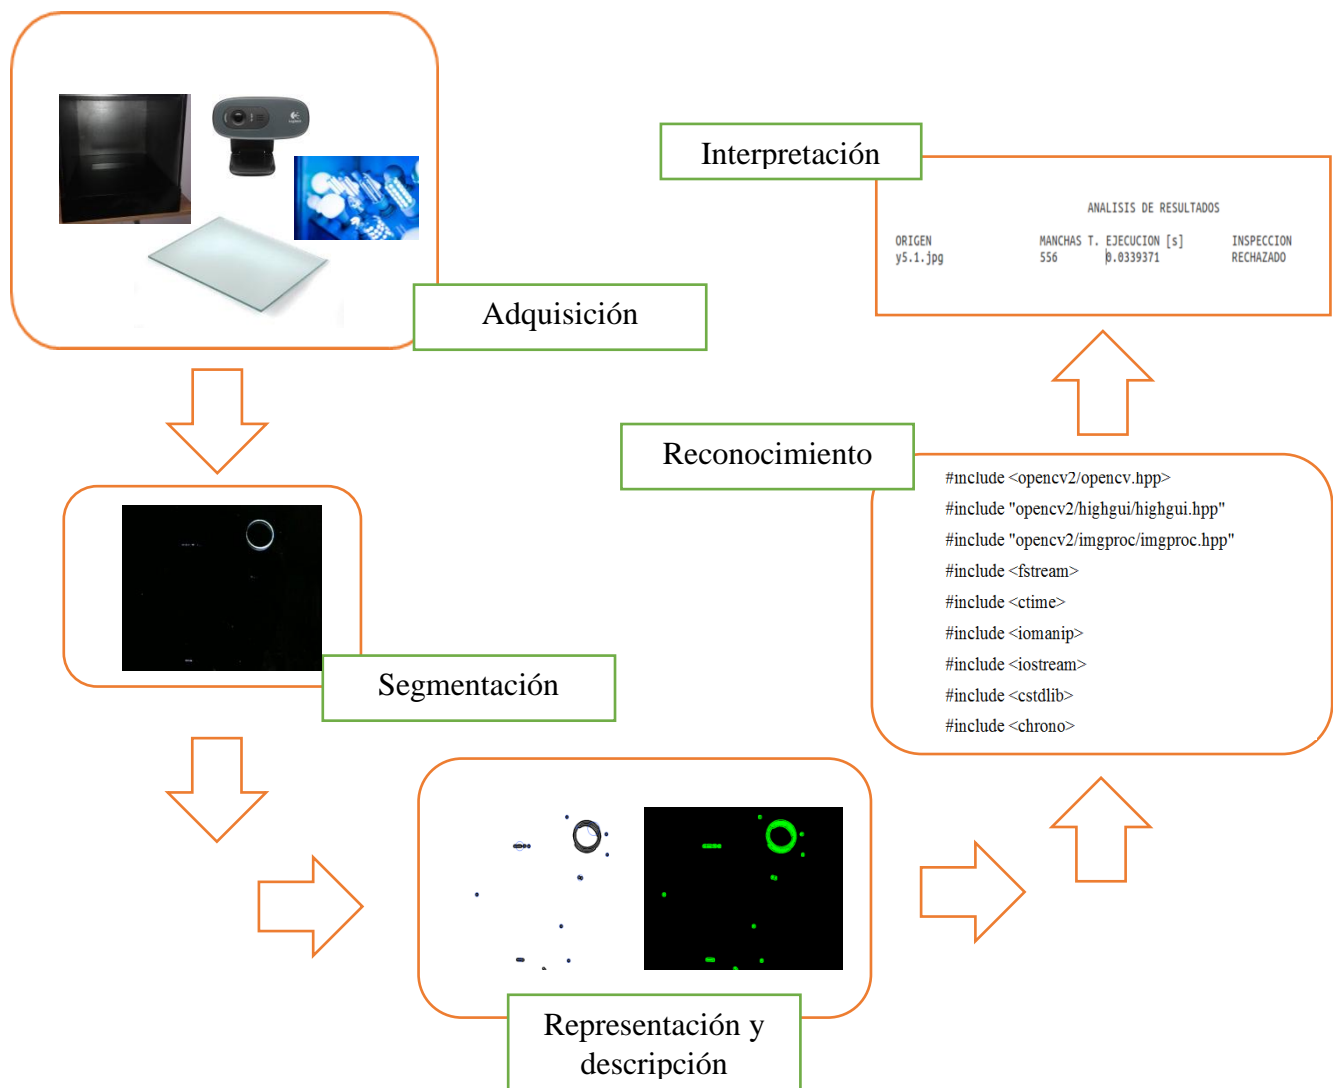 Adquisición
Segmentación
Representación y
descripción
Reconocimiento
#include <opencv2/opencv.hpp>
#include "opencv2/highgui/highgui.hpp"
#include "opencv2/imgproc/imgproc.hpp"
#include <fstream>
#include <ctime>
#include <iomanip>
#include <iostream>
#include <cstdlib>
#include <chrono>
Interpretación
ANALISIS DE RESULTADOS
ORIGEN MANCHAS T. EJECUCION [s] INSPECCION
y5.1.jpg 556 0.0339371 RECHAZADO